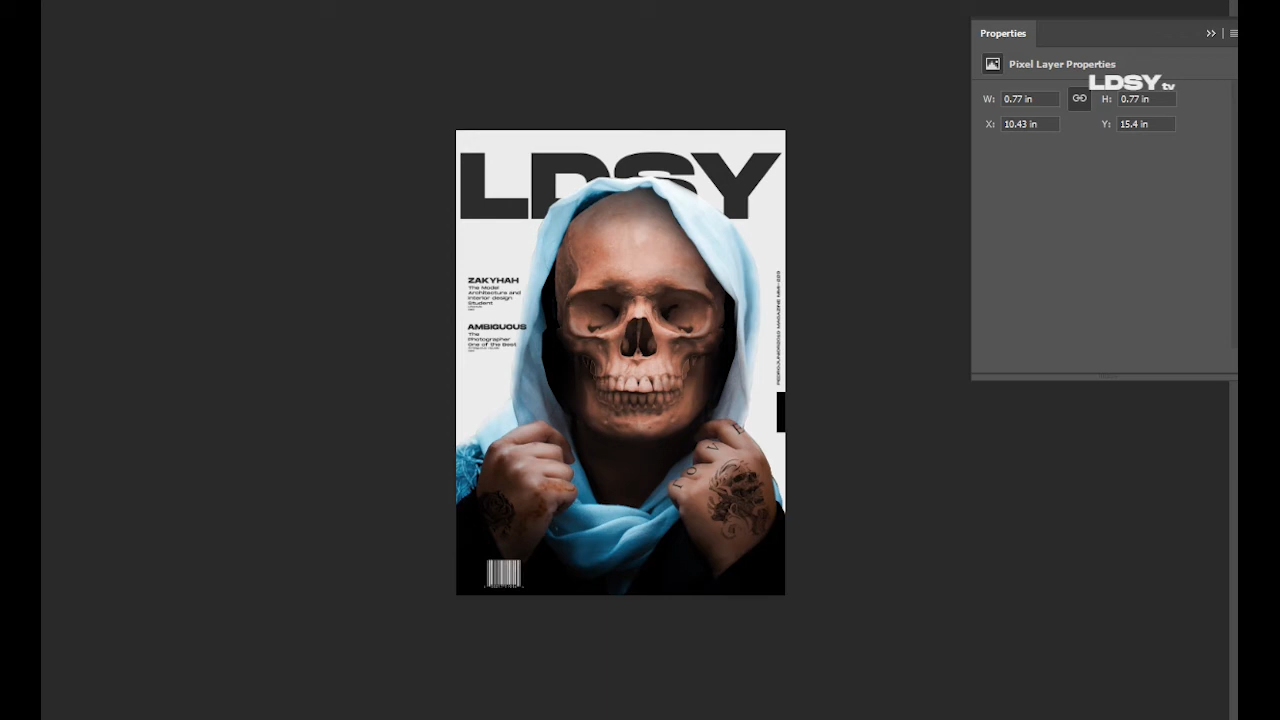 Properties
Pixel Layer Properties
LDSY tv
W: 0.77 in H: 0.77 in
X: 10.43 in Y: 15.4 in
LDSY
ZAKYHAH
The Model
Architecture and
interior design
Student
AMBIGUOUS
The
Photographer
One of the Best
LOVE